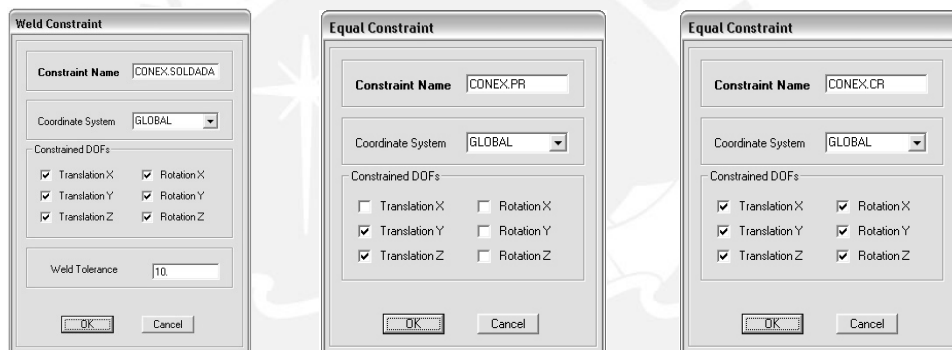 Weld Constraint
Constraint Name CONEX.SOLDADA
Coordinate System GLOBAL
Constrained DOFs
Translation X Rotation X
Translation Y Rotation Y
Translation Z Rotation Z
Weld Tolerance 10.
OK Cancel
Equal Constraint
Constraint Name CONEX.PR
Coordinate System GLOBAL
Constrained DOFs
Translation X Rotation X
Translation Y Rotation Y
Translation Z Rotation Z
OK Cancel
Equal Constraint
Constraint Name CONEX.CR
Coordinate System GLOBAL
Constrained DOFs
Translation X Rotation X
Translation Y Rotation Y
Translation Z Rotation Z
OK Cancel